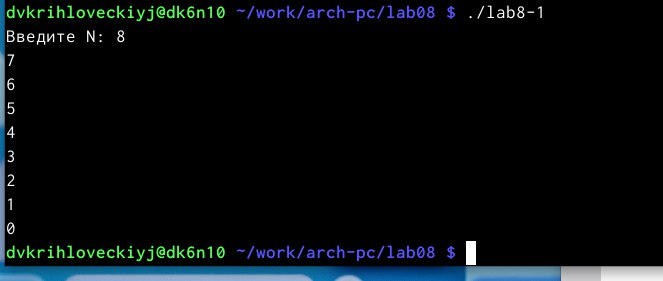 dvkrihloveckiyj@dk6n10 ~/work/arch-pc/lab08 $ ./lab8-1
Введите N: 8
7
6
5
4
3
2
1
0
dvkrihloveckiyj@dk6n10 ~/work/arch-pc/lab08 $